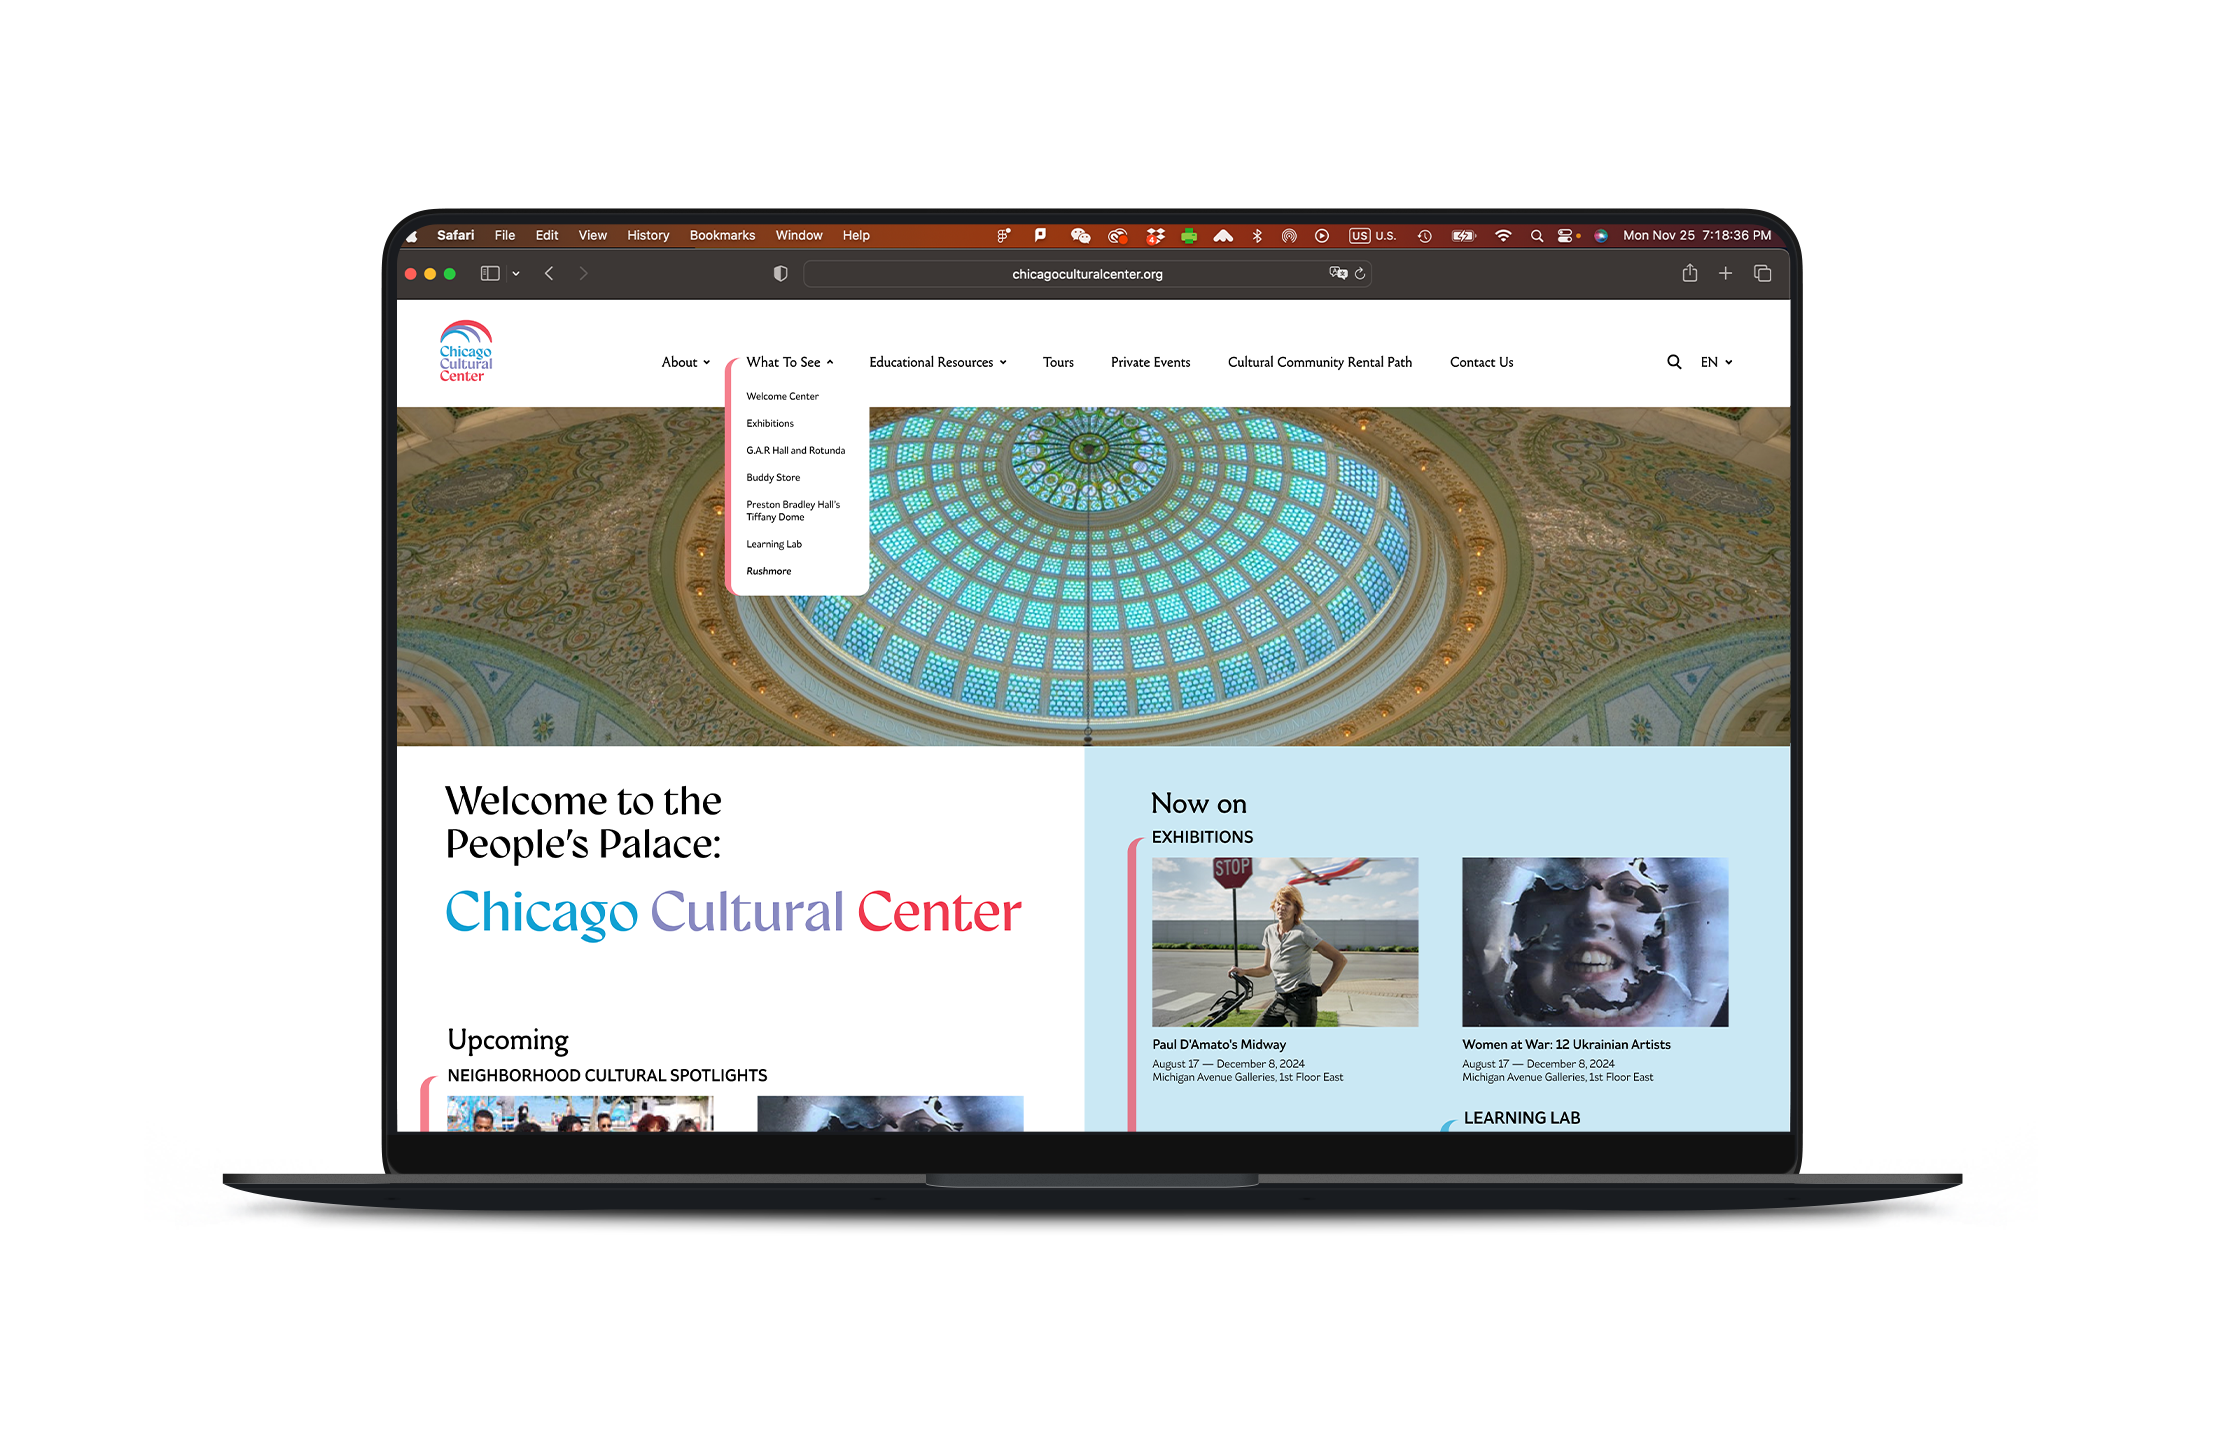 Safari File Edit View History Bookmarks Window Help US U.S. Mon Nov 25 7:18:36 PM
chicagoculturalcenter.org
Chicago
Cultural
Center
About What To See Educational Resources Tours Private Events Cultural Community Rental Path Contact Us EN
Welcome Center
Exhibitions
G.A.R Hall and Rotunda
Buddy Store
Preston Bradley Hall's
Tiffany Dome
Learning Lab
Rushmore
Welcome to the
People's Palace:
Chicago Cultural Center
Upcoming
NEIGHBORHOOD CULTURAL SPOTLIGHTS
Now on
EXHIBITIONS
STOP
Paul D'Amato's Midway
August 17 — December 8, 2024
Michigan Avenue Galleries, 1st Floor East
Women at War: 12 Ukrainian Artists
August 17 — December 8, 2024
Michigan Avenue Galleries, 1st Floor East
LEARNING LAB